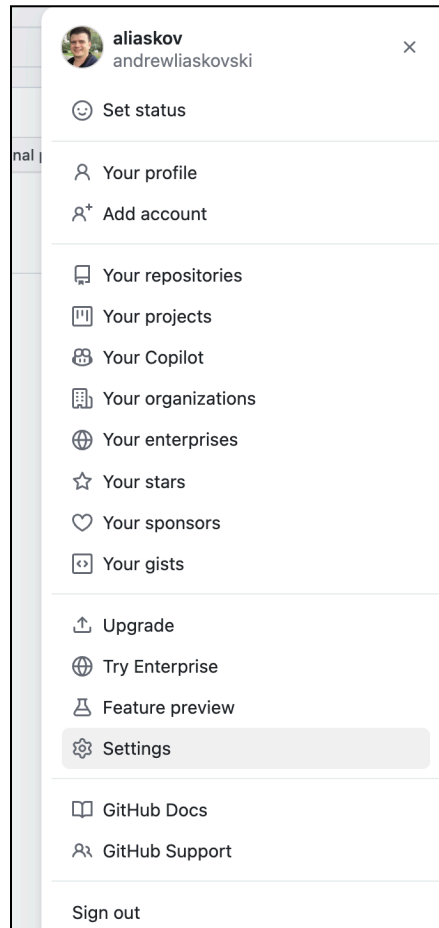 aliaskov
andrewliaskovski
Set status
nal
Your profile
Add account
Your repositories
Your projects
Your Copilot
Your organizations
Your enterprises
Your stars
Your sponsors
Your gists
Upgrade
Try Enterprise
Feature preview
Settings
GitHub Docs
GitHub Support
Sign out